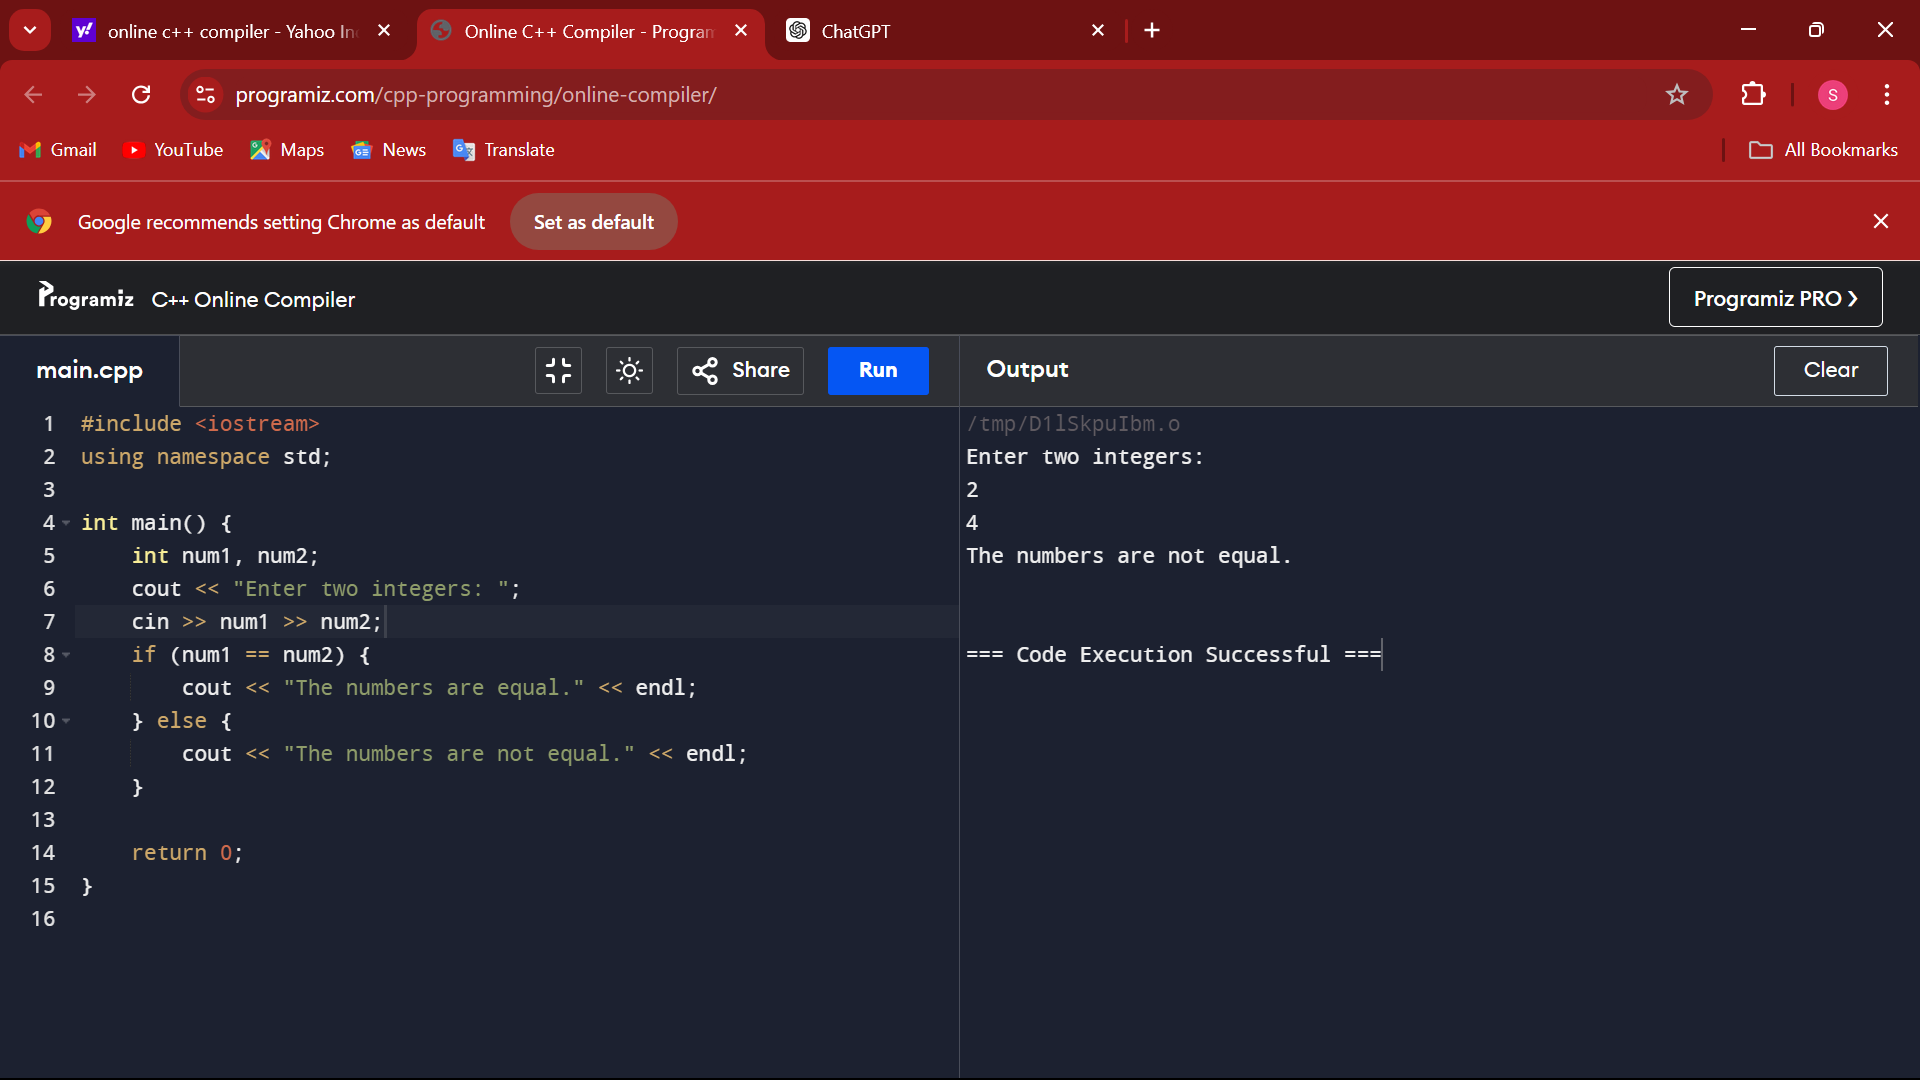 online c++ compiler - Yahoo In
Online C++ Compiler - Program
ChatGPT
programiz.com/cpp-programming/online-compiler/
S
Gmail
YouTube
Maps
News
Translate
All Bookmarks
Google recommends setting Chrome as default
Set as default
Programiz C++ Online Compiler
Programiz PRO ❯
main.cpp
Share
Run
Output
Clear
1 #include <iostream>
2 using namespace std;
3
4 int main() {
5     int num1, num2;
6     cout << "Enter two integers: ";
7     cin >> num1 >> num2;
8     if (num1 == num2) {
9         cout << "The numbers are equal." << endl;
10     } else {
11         cout << "The numbers are not equal." << endl;
12     }
13
14     return 0;
15 }
16
/tmp/D1lSkpuIbm.o
Enter two integers:
2
4
The numbers are not equal.
=== Code Execution Successful ===